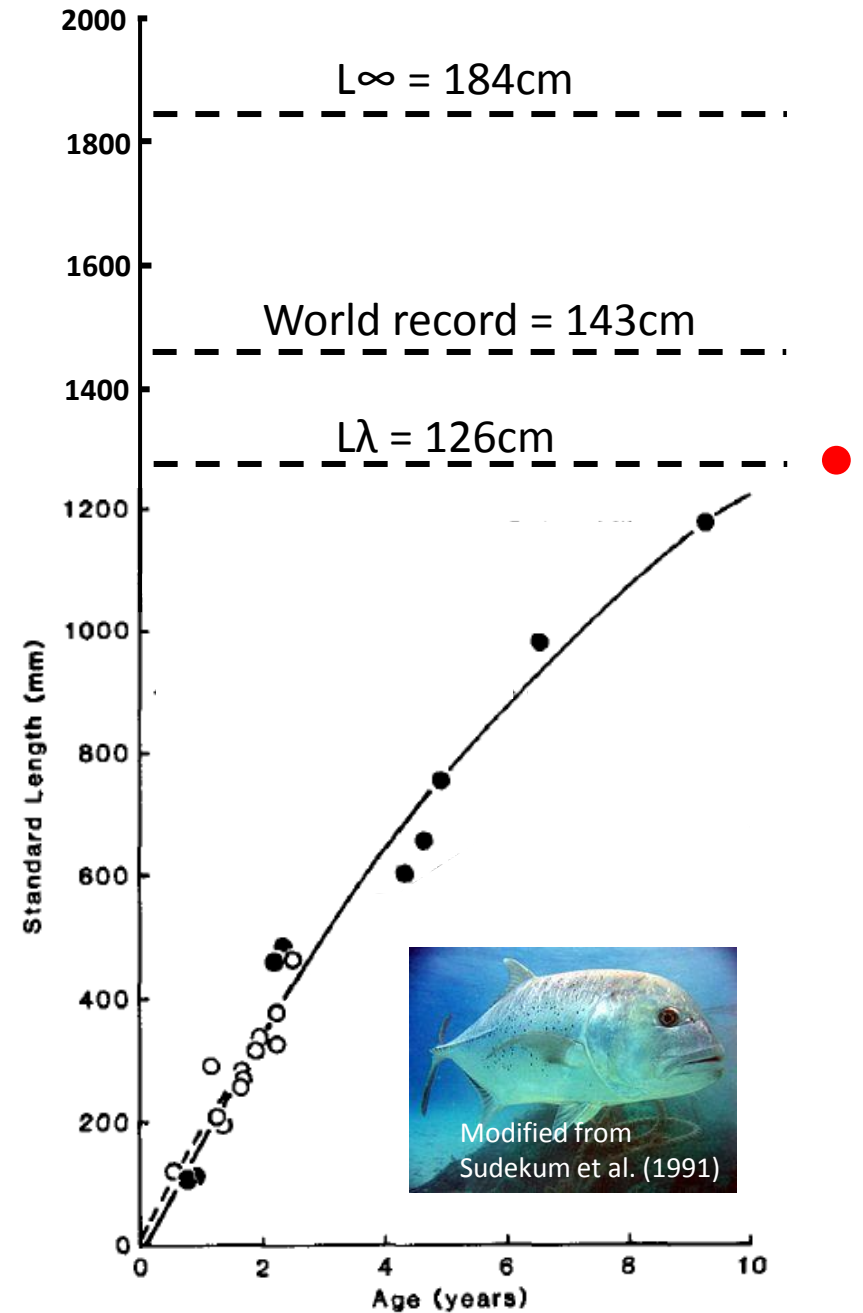 2000
L∞ = 184cm
1800
1600
World record = 143cm
1400
Lλ = 126cm
1200
1000
Standard Length (mm)
800
600
400
Modified from
Sudekum et al. (1991)
200
0
0 2 4 6 8 10
Age (years)